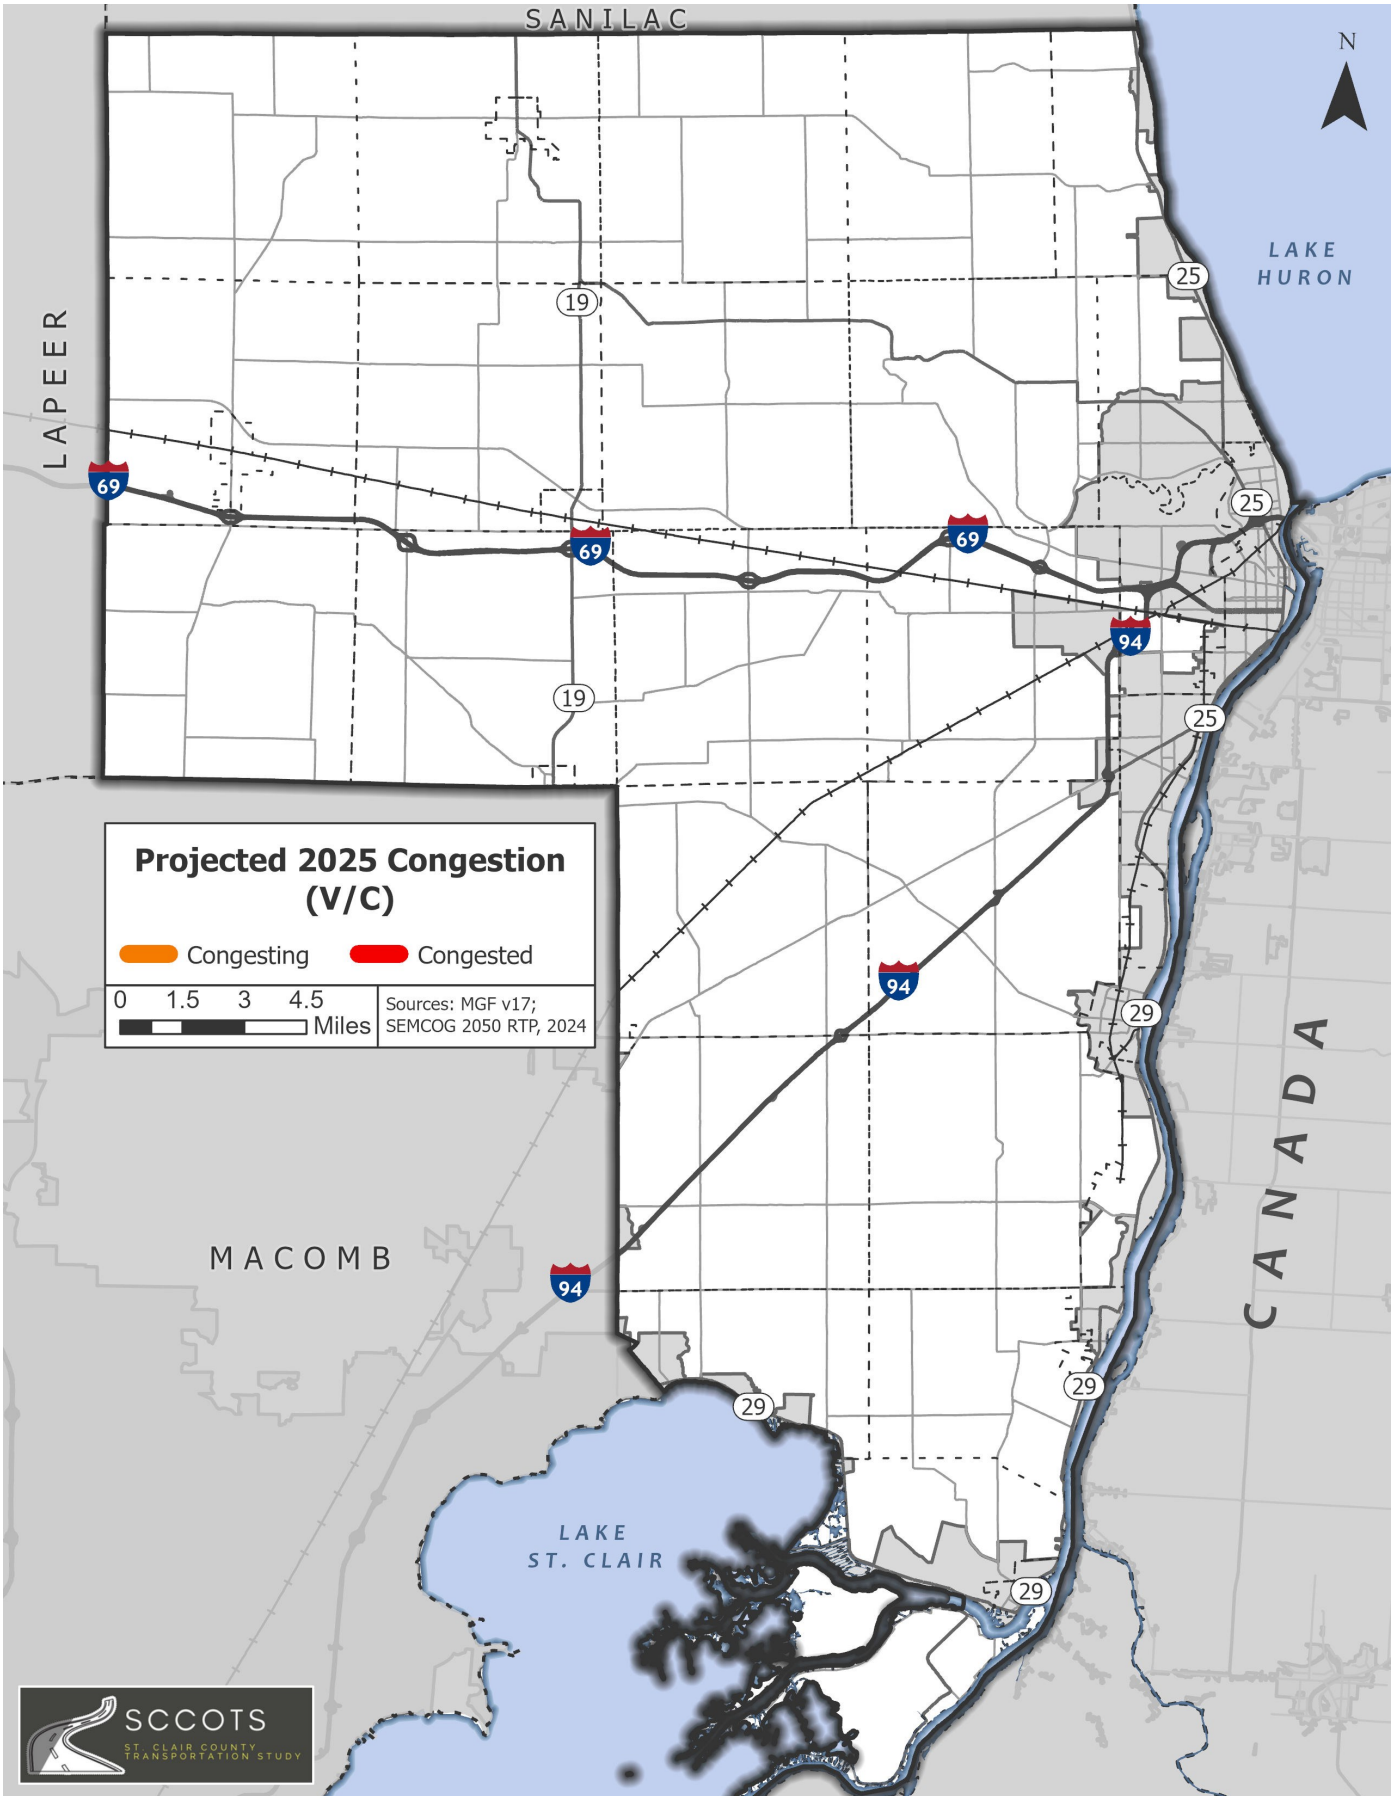 SANILAC
N
LAKE
HURON
25
19
LAPEER
69
25
69
69
94
19
25
Projected 2025 Congestion
(V/C)
Congesting
Congested
0 1.5 3 4.5
Miles
Sources: MGF v17;
SEMCOG 2050 RTP, 2024
94
29
CANADA
MACOMB
94
29
29
LAKE
ST. CLAIR
29
SCCOTS
ST. CLAIR COUNTY
TRANSPORTATION STUDY